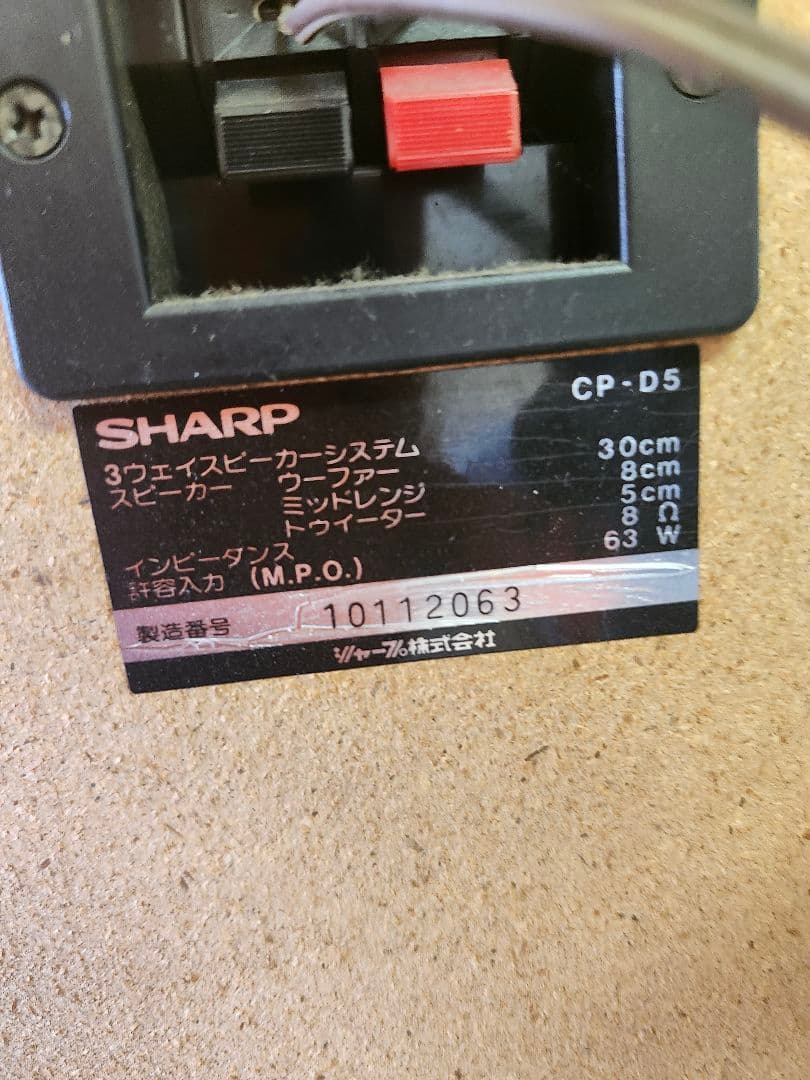 SHARP CP-D5
3ウェイスピーカーシステム
スピーカー ウーファー 30cm
ミッドレンジ 8cm
トゥイーター 5cm
インピーダンス 8 Ω
許容入力 (M.P.O.) 63 W
製造番号 10112063
シャープ株式会社